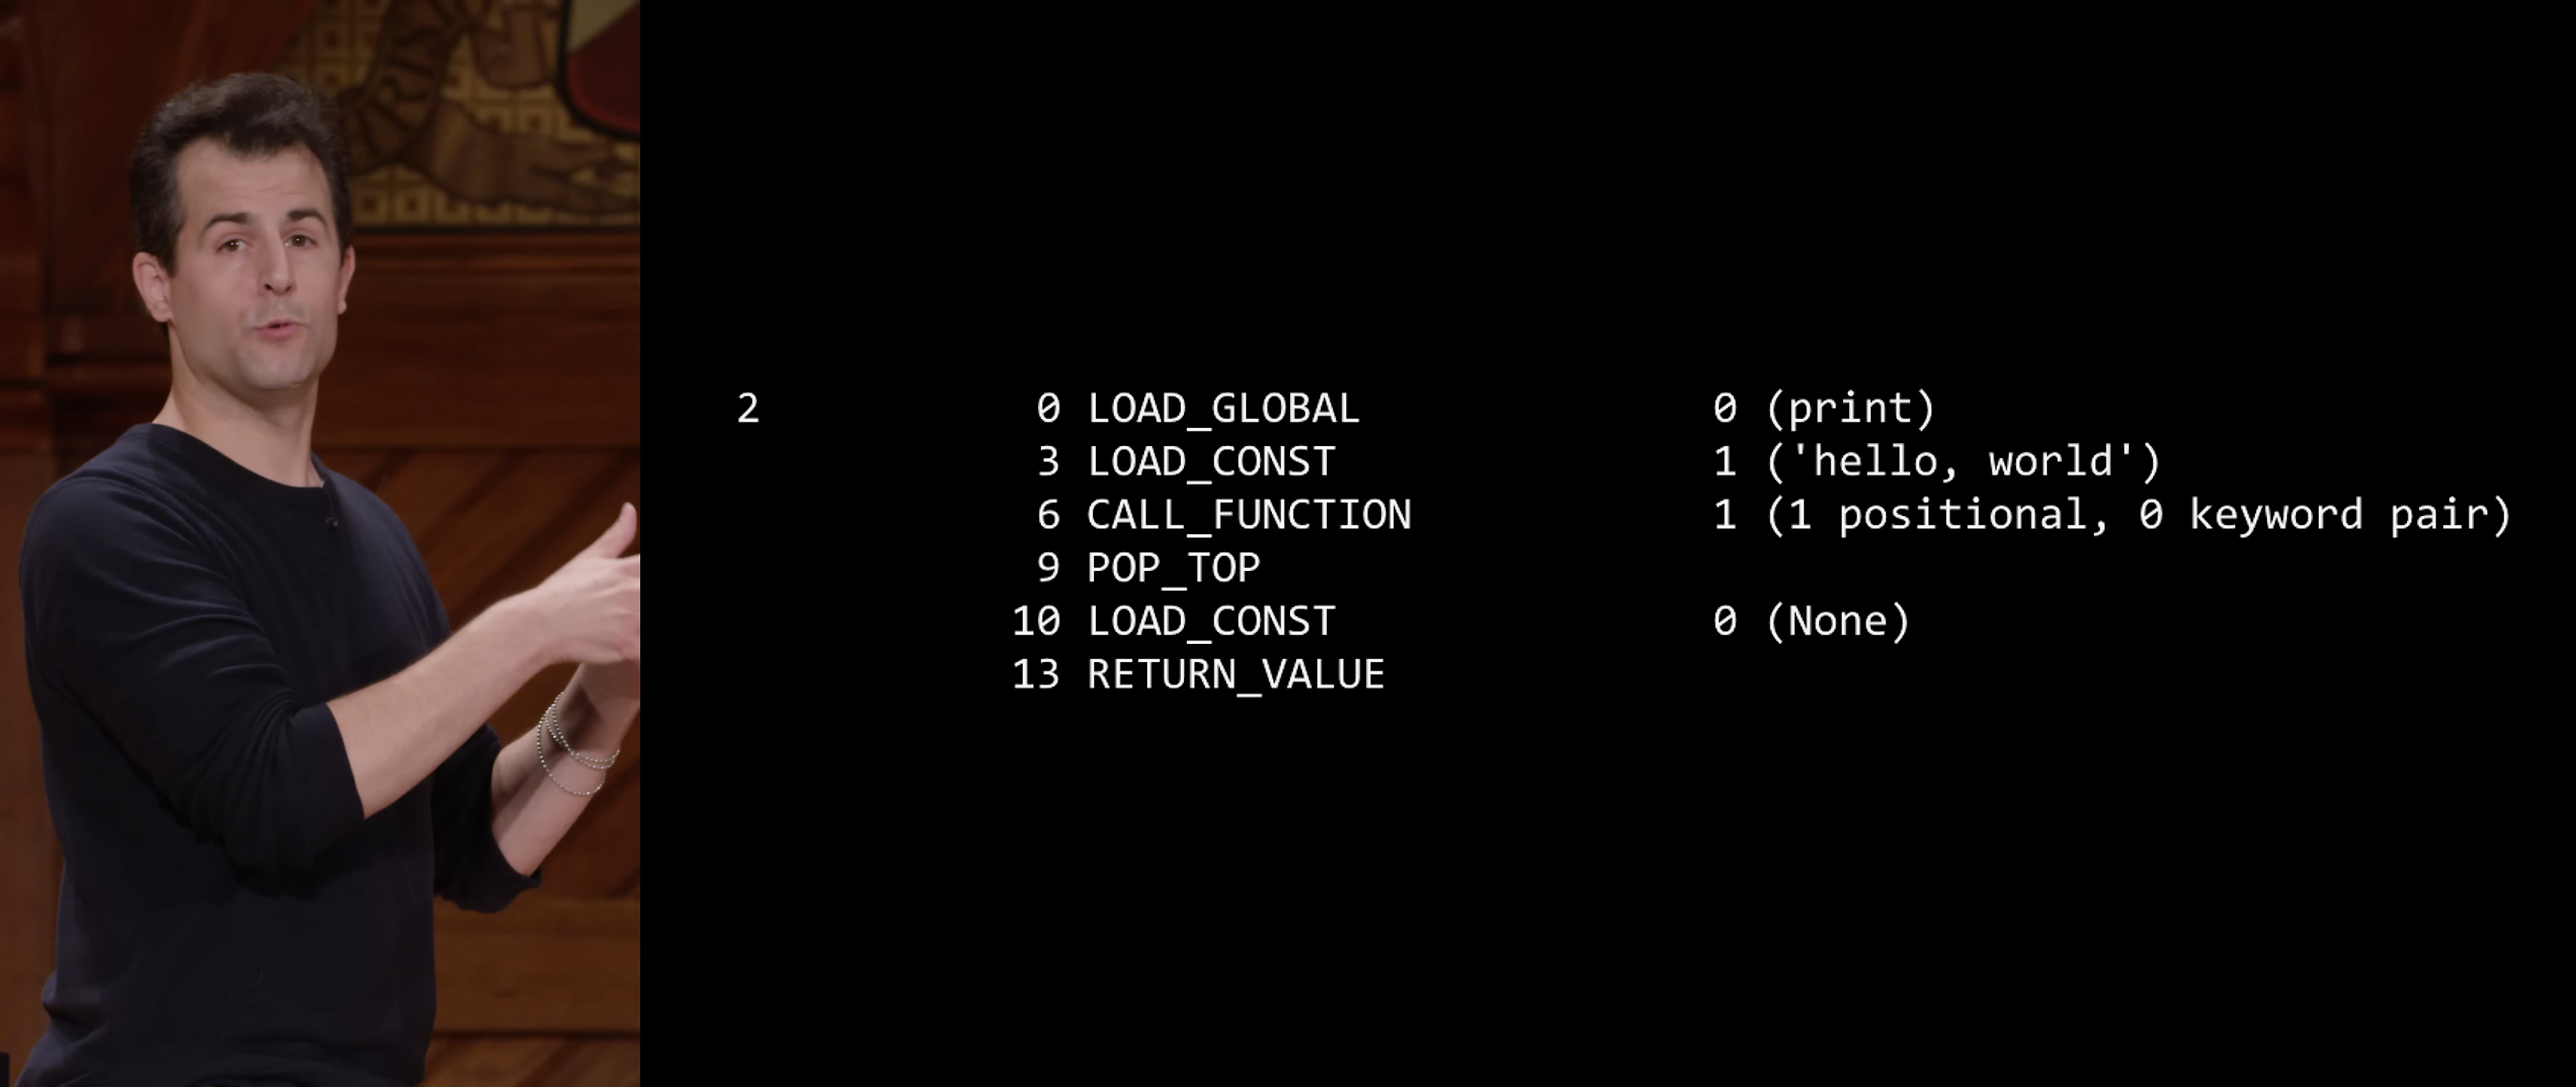 2 0 LOAD_GLOBAL 0 (print)
3 LOAD_CONST 1 ('hello, world')
6 CALL_FUNCTION 1 (1 positional, 0 keyword pair)
9 POP_TOP
10 LOAD_CONST 0 (None)
13 RETURN_VALUE